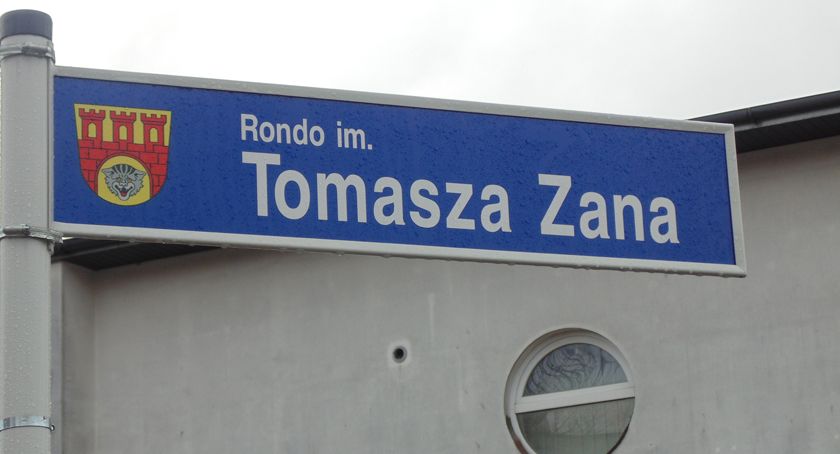 Rondo im.
Tomasza Zana